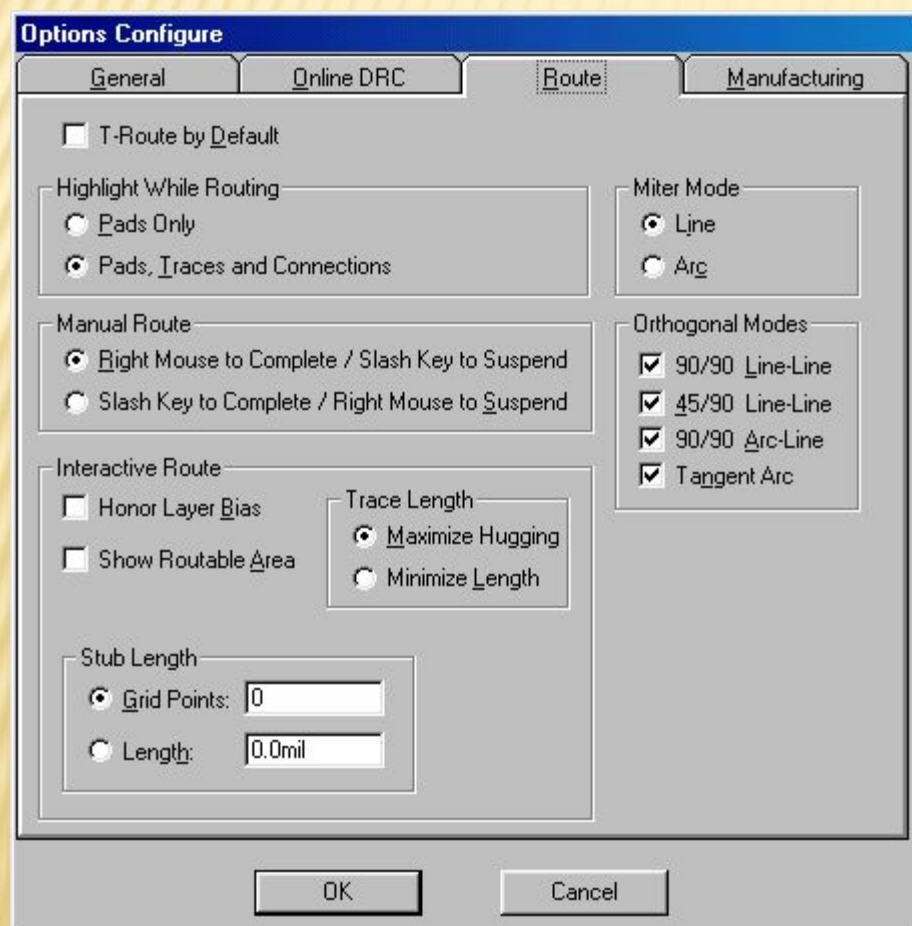 Options Configure
General
Online DRC
Route
Manufacturing
T-Route by Default
Highlight While Routing
Pads Only
Pads, Traces and Connections
Miter Mode
Line
Arc
Manual Route
Right Mouse to Complete / Slash Key to Suspend
Slash Key to Complete / Right Mouse to Suspend
Orthogonal Modes
90/90 Line-Line
45/90 Line-Line
90/90 Arc-Line
Tangent Arc
Interactive Route
Honor Layer Bias
Show Routable Area
Trace Length
Maximize Hugging
Minimize Length
Stub Length
Grid Points: 0
Length: 0.0mil
OK
Cancel